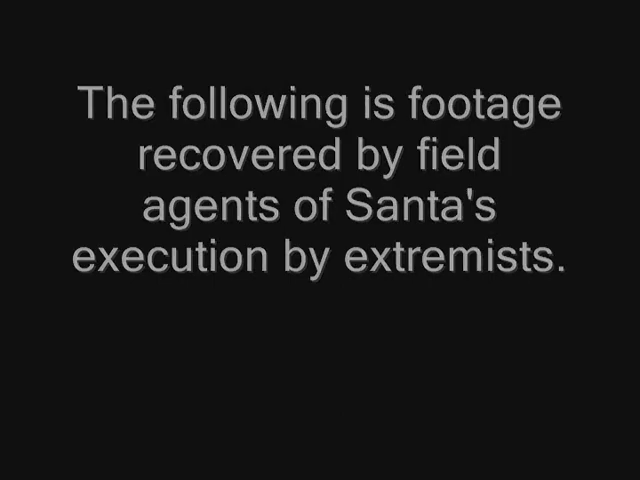 The following is footage
recovered by field
agents of Santa's
execution by extremists.